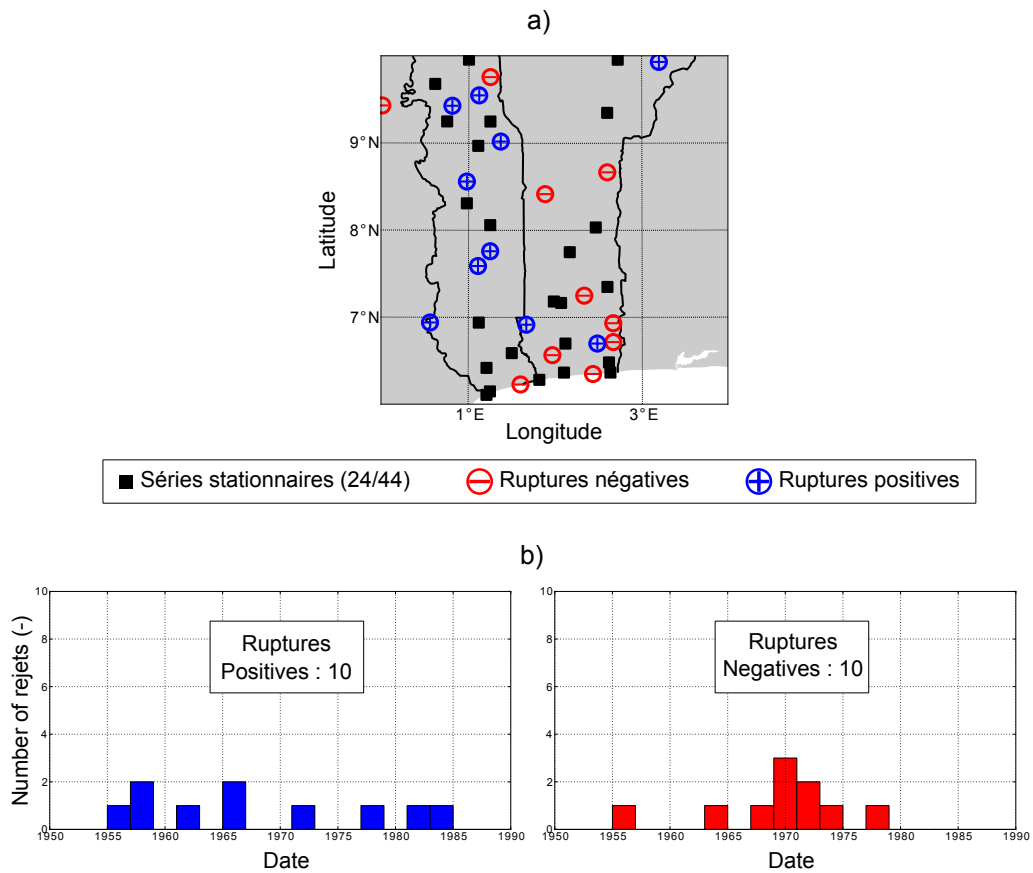 a)
9°N
8°N
7°N
Latitude
1°E 3°E
Longitude
Séries stationnaires (24/44) Ruptures négatives Ruptures positives
b)
10
8
6
4
2
0
Number of rejets (-)
Ruptures
Positives : 10
1950 1955 1960 1965 1970 1975 1980 1985 1990
Date
10
8
6
4
2
0
Ruptures
Negatives : 10
1950 1955 1960 1965 1970 1975 1980 1985 1990
Date